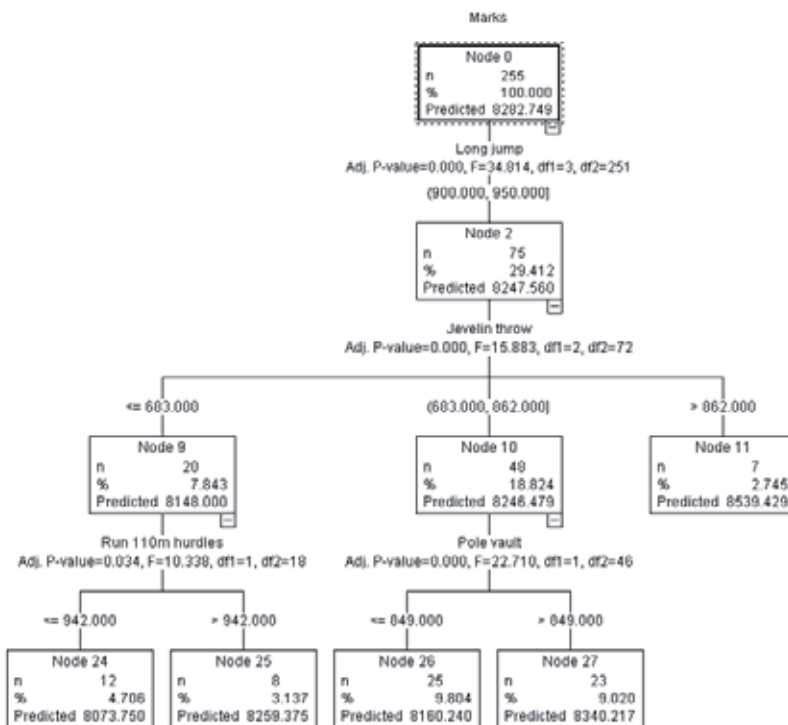 Marks
Node 0
n 255
% 100.000
Predicted 8282.749
Long jump
Adj. P-value=0.000, F=34.814, df1=3, df2=251
(900.000, 950.000]
Node 2
n 75
% 29.412
Predicted 8247.560
Jevelin throw
Adj. P-value=0.000, F=15.883, df1=2, df2=72
<= 683.000
(683.000, 862.000]
> 862.000
Node 9
n 20
% 7.843
Predicted 8148.000
Node 10
n 48
% 18.824
Predicted 8246.479
Node 11
n 7
% 2.745
Predicted 8539.429
Run 110m hurdles
Adj. P-value=0.034, F=10.338, df1=1, df2=18
Pole vault
Adj. P-value=0.000, F=22.710, df1=1, df2=46
<= 942.000
> 942.000
<= 849.000
> 849.000
Node 24
n 12
% 4.706
Predicted 8073.750
Node 25
n 8
% 3.137
Predicted 8259.375
Node 26
n 25
% 9.804
Predicted 8160.240
Node 27
n 23
% 9.020
Predicted 8340.217